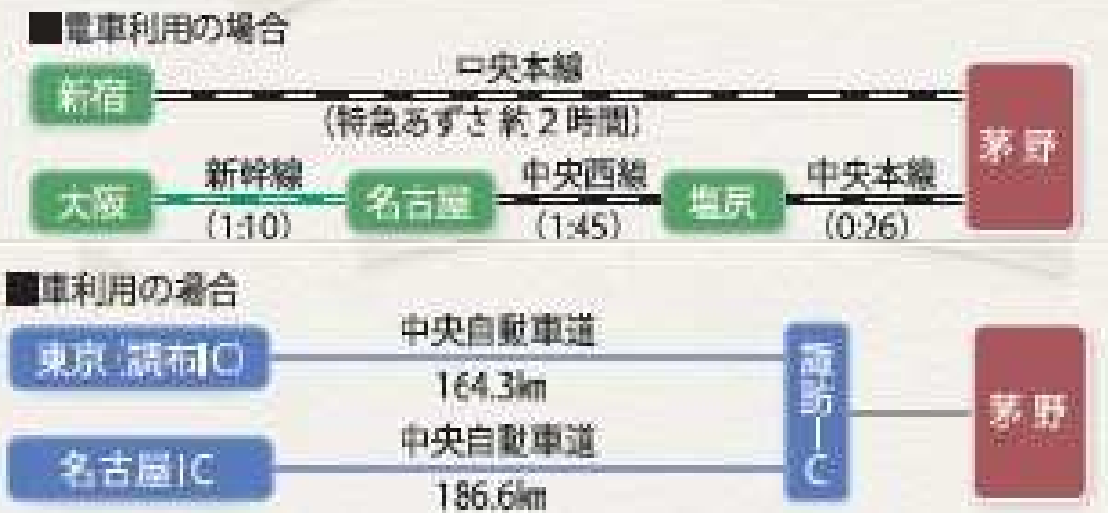 ■電車利用の場合
新宿 中央本線 茅野
(特急あずさ 約2時間)
大阪 新幹線 名古屋 中央西線 塩尻 中央本線
(1:10) (1:45) (0:26)
■車利用の場合
東京(調布IC) 中央自動車道 諏訪IC 茅野
164.3km
名古屋IC 中央自動車道
186.6km